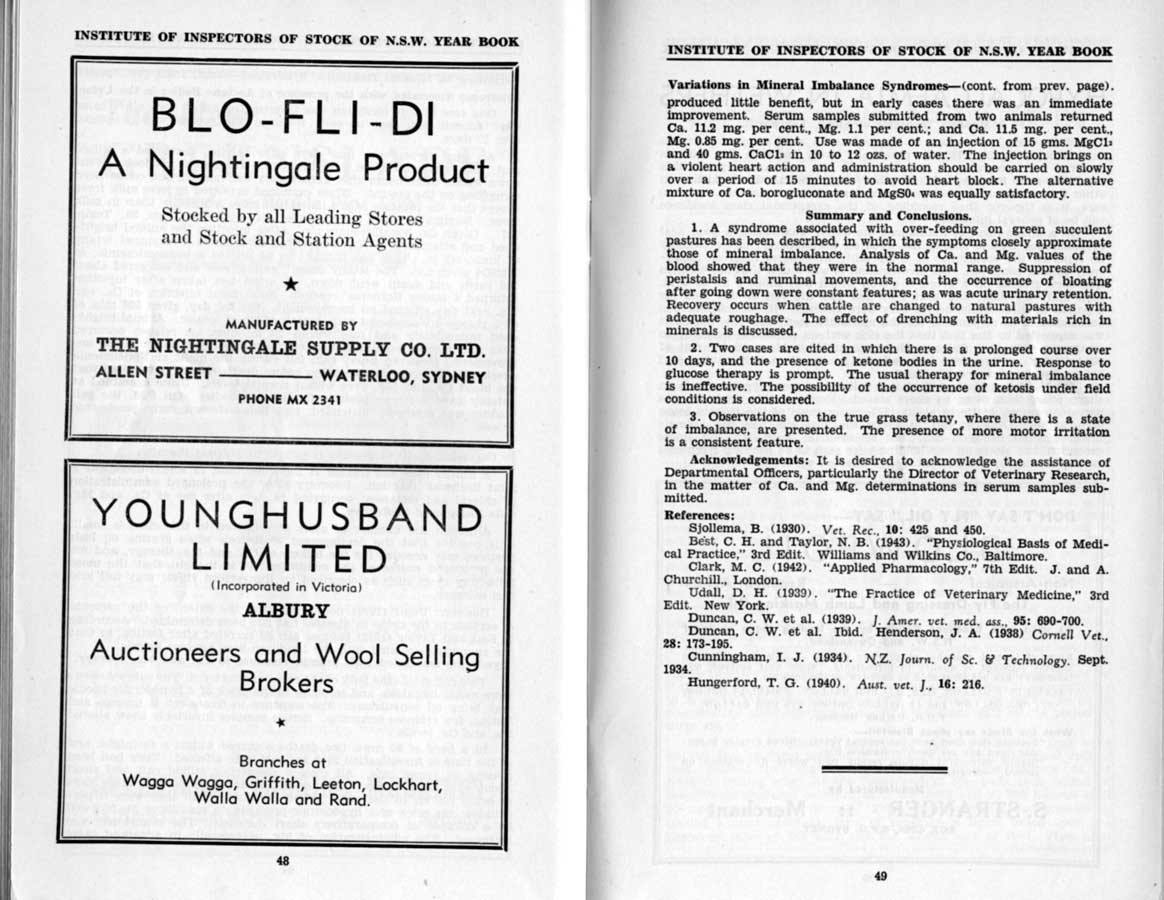 INSTITUTE OF INSPECTORS OF STOCK OF N.S.W. YEAR BOOK
BLO-FLI-DI
A Nightingale Product
Stocked by all Leading Stores
and Stock and Station Agents
MANUFACTURED BY
THE NIGHTINGALE SUPPLY CO. LTD.
ALLEN STREET ——— WATERLOO, SYDNEY
PHONE MX 2341
YOUNGHUSBAND
LIMITED
(Incorporated in Victoria)
ALBURY
Auctioneers and Wool Selling
Brokers
Branches at
Wagga Wagga, Griffith, Leeton, Lockhart,
Walla Walla and Rand.
48
INSTITUTE OF INSPECTORS OF STOCK OF N.S.W. YEAR BOOK
Variations in Mineral Imbalance Syndromes—(cont. from prev. page).
produced little benefit, but in early cases there was an immediate
improvement. Serum samples submitted from two animals returned
Ca. 11.2 mg. per cent., Mg. 1.1 per cent.; and Ca. 11.5 mg. per cent.,
Mg. 0.85 mg. per cent. Use was made of an injection of 15 gms. MgCl₂
and 40 gms. CaCl₂ in 10 to 12 ozs. of water. The injection brings on
a violent heart action and administration should be carried on slowly
over a period of 15 minutes to avoid heart block. The alternative
mixture of Ca. borogluconate and MgSO₄ was equally satisfactory.
Summary and Conclusions.
1. A syndrome associated with over-feeding on green succulent
pastures has been described, in which the symptoms closely approximate
those of mineral imbalance. Analysis of Ca. and Mg. values of the
blood showed that they were in the normal range. Suppression of
peristalsis and ruminal movements, and the occurrence of bloating
after going down were constant features; as was acute urinary retention.
Recovery occurs when cattle are changed to natural pastures with
adequate roughage. The effect of drenching with materials rich in
minerals is discussed.
2. Two cases are cited in which there is a prolonged course over
10 days, and the presence of ketone bodies in the urine. Response to
glucose therapy is prompt. The usual therapy for mineral imbalance
is ineffective. The possibility of the occurrence of ketosis under field
conditions is considered.
3. Observations on the true grass tetany, where there is a state
of imbalance, are presented. The presence of more motor irritation
is a consistent feature.
Acknowledgements: It is desired to acknowledge the assistance of
Departmental Officers, particularly the Director of Veterinary Research,
in the matter of Ca. and Mg. determinations in serum samples sub-
mitted.
References:
Sjollema, B. (1930). Vet. Rec., 10: 425 and 450.
Best, C. H. and Taylor, N. B. (1943). "Physiological Basis of Medi-
cal Practice," 3rd Edit. Williams and Wilkins Co., Baltimore.
Clark, M. C. (1942). "Applied Pharmacology," 7th Edit. J. and A.
Churchill., London.
Udall, D. H. (1939). "The Fractice of Veterinary Medicine," 3rd
Edit. New York.
Duncan, C. W. et al. (1939). J. Amer. vet. med. ass., 95: 690-700.
Duncan, C. W. et al. Ibid. Henderson, J. A. (1938) Cornell Vet.,
28: 173-195.
Cunningham, I. J. (1934). N.Z. Journ. of Sc. & Technology. Sept.
1934.
Hungerford, T. G. (1940). Aust. vet. J., 16: 216.
49